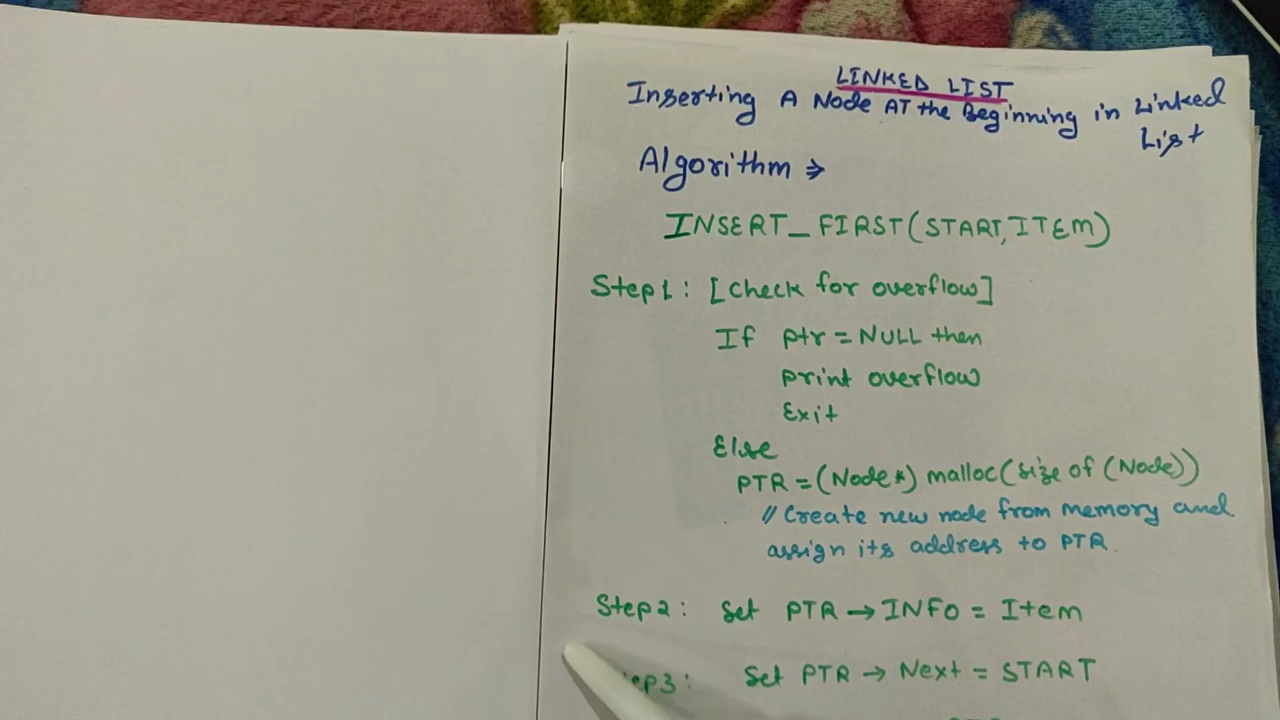 LINKED LIST
Inserting A Node AT the Beginning in Linked
List
Algorithm ⇒
INSERT_FIRST(START, ITEM)
Step1: [Check for overflow]
If ptr = NULL then
print overflow
Exit
Else
PTR = (Node*) malloc(size of (Node))
// Create new node from memory and
assign its address to PTR.
Step2: Set PTR → INFO = Item
ep3: Set PTR → Next = START